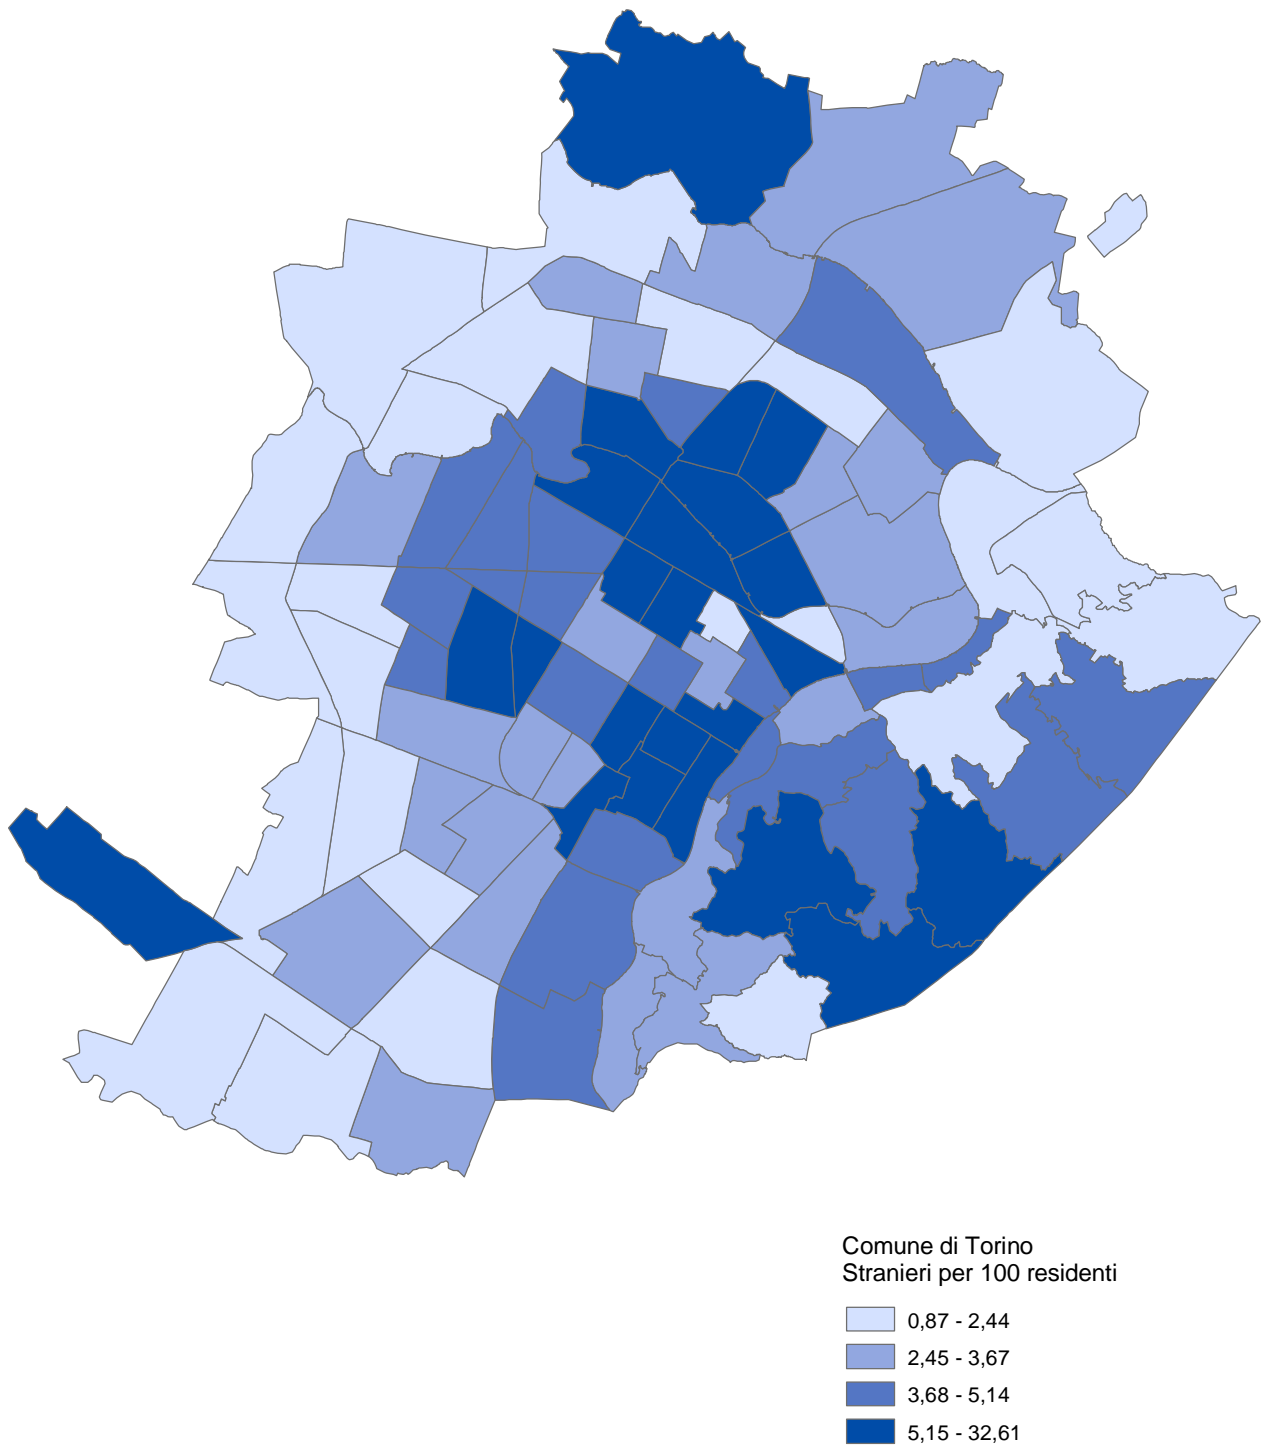 Comune di Torino
Stranieri per 100 residenti
0,87 - 2,44
2,45 - 3,67
3,68 - 5,14
5,15 - 32,61